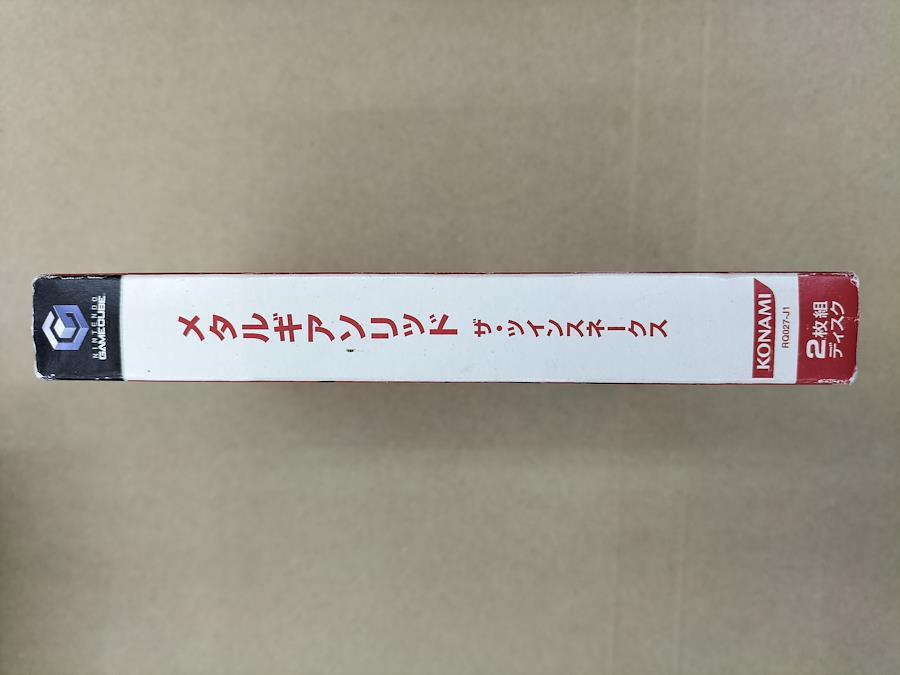 NINTENDO
GAMECUBE
メタルギアソリッド ザ・ツインスネークス
KONAMI
RQ027-J1
2枚組
ディスク